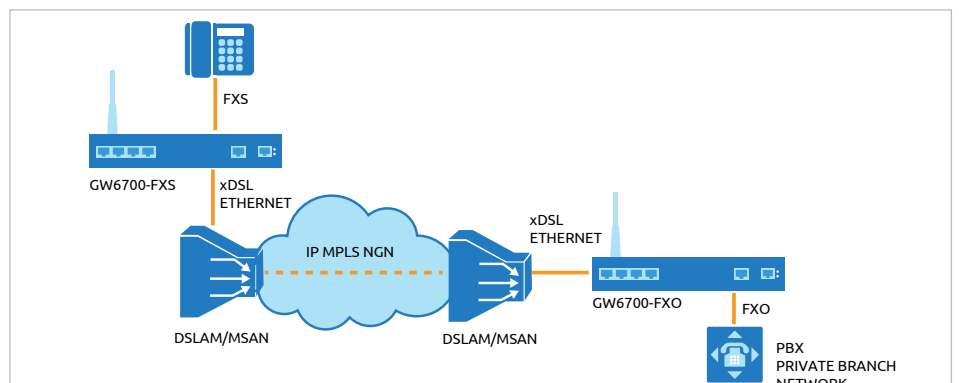 FXS
GW6700-FXS
xDSL
ETHERNET
IP MPLS NGN
DSLAM/MSAN
xDSL
ETHERNET
DSLAM/MSAN
GW6700-FXO
FXO
PBX
PRIVATE BRANCH
NETWORK